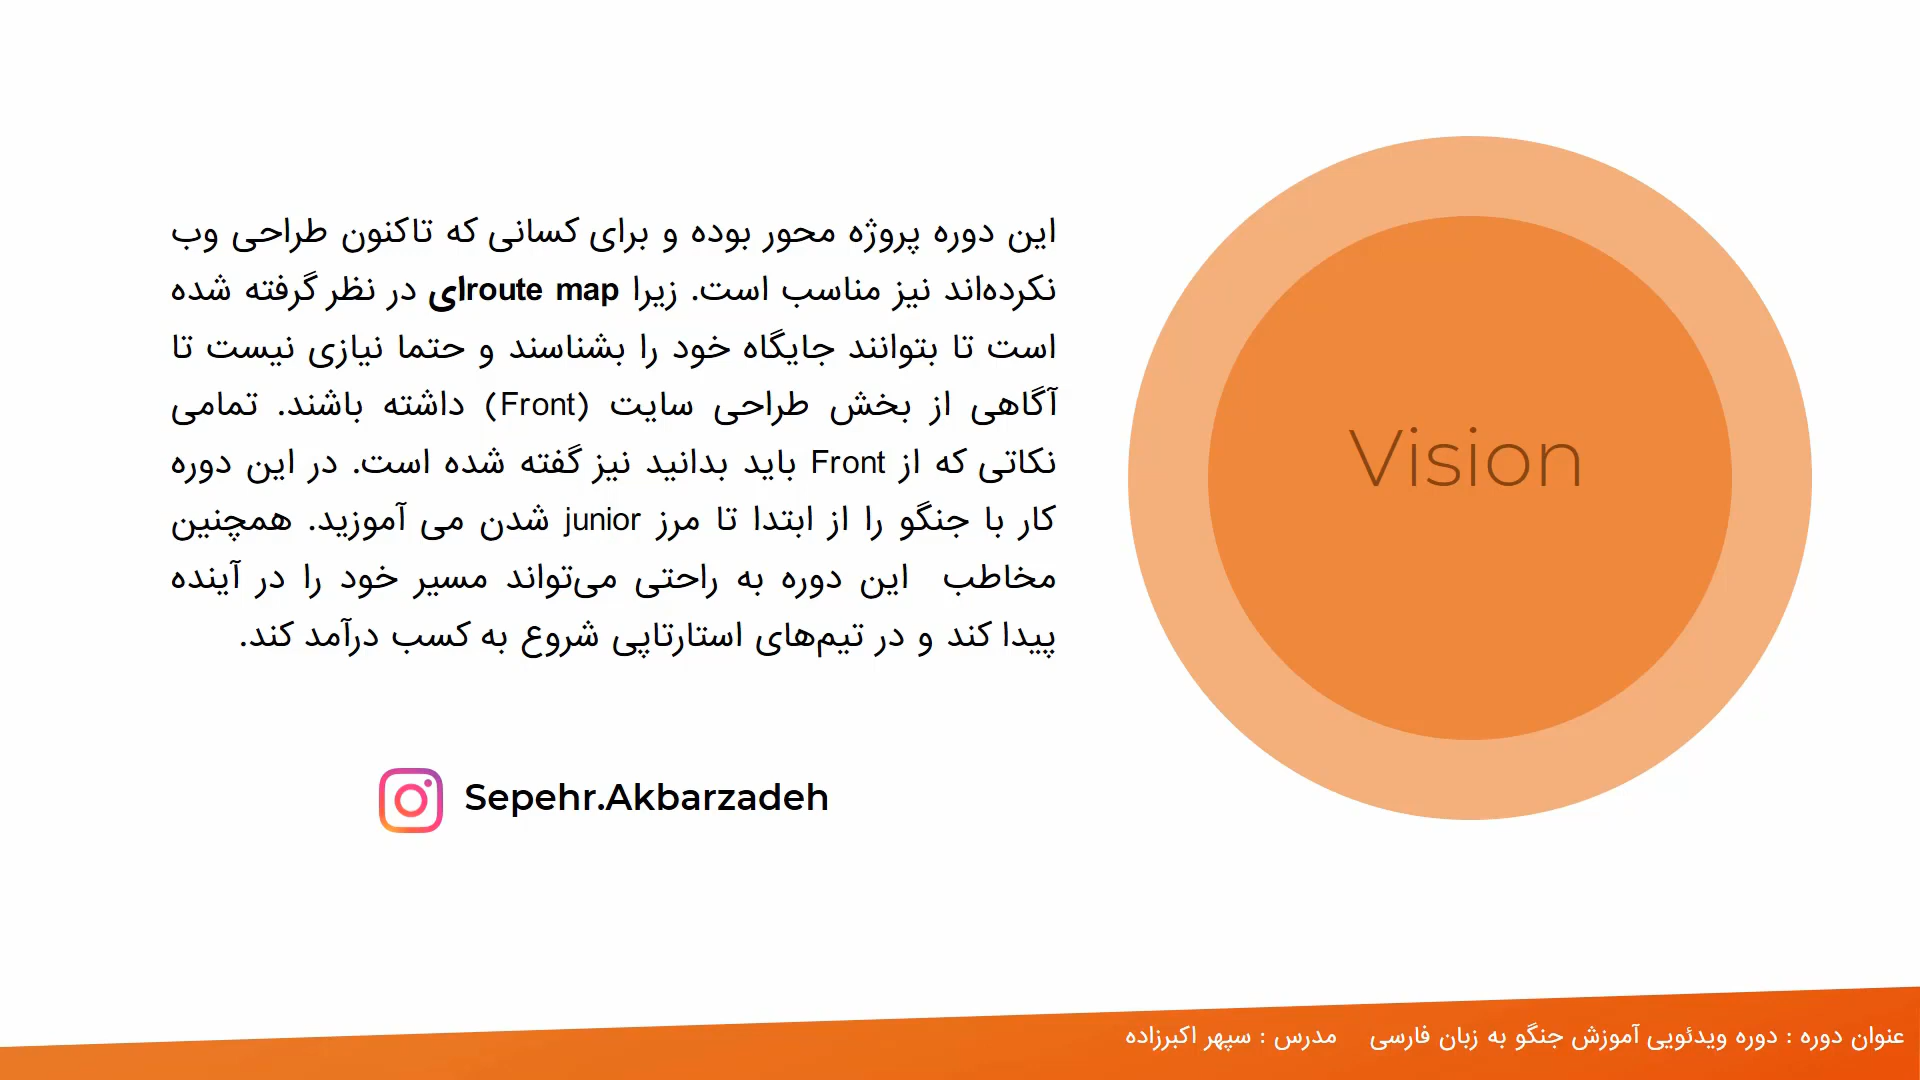 این دوره پروژه محور بوده و برای کسانی که تاکنون طراحی وب
نکرده‌اند نیز مناسب است. زیرا route mapای در نظر گرفته شده
است تا بتوانند جایگاه خود را بشناسند و حتما نیازی نیست تا
آگاهی از بخش طراحی سایت (Front) داشته باشند. تمامی
نکاتی که از Front باید بدانید نیز گفته شده است. در این دوره
کار با جنگو را از ابتدا تا مرز junior شدن می آموزید. همچنین
مخاطب این دوره به راحتی می‌تواند مسیر خود را در آینده
پیدا کند و در تیم‌های استارتاپی شروع به کسب درآمد کند.
Vision
Sepehr.Akbarzadeh
عنوان دوره : دوره ویدئویی آموزش جنگو به زبان فارسی مدرس : سپهر اکبرزاده